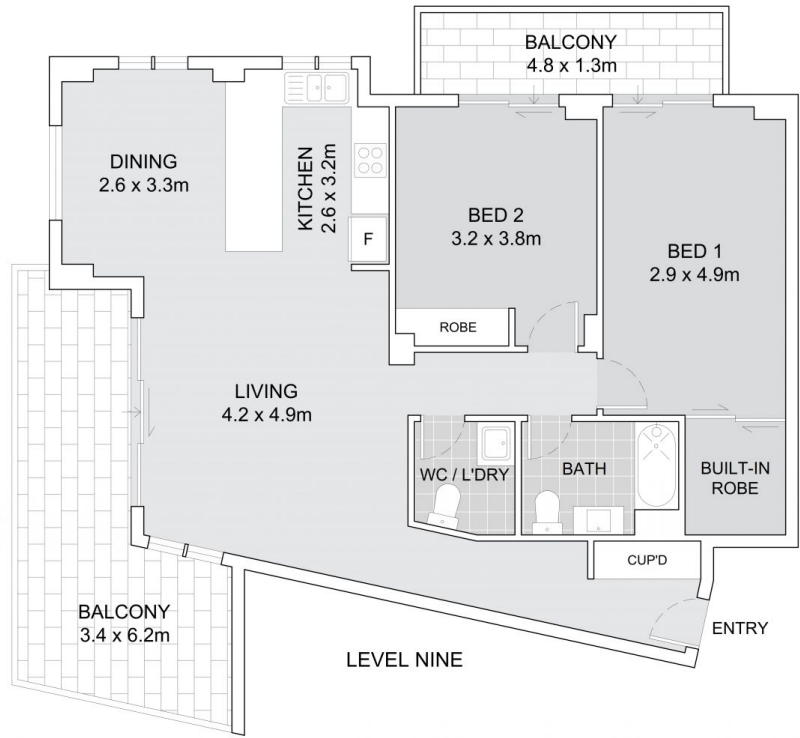 BALCONY
4.8 x 1.3m
DINING
2.6 x 3.3m
KITCHEN
2.6 x 3.2m
F
BED 2
3.2 x 3.8m
BED 1
2.9 x 4.9m
ROBE
LIVING
4.2 x 4.9m
WC / L'DRY
BATH
BUILT-IN
ROBE
CUP'D
BALCONY
3.4 x 6.2m
ENTRY
LEVEL NINE